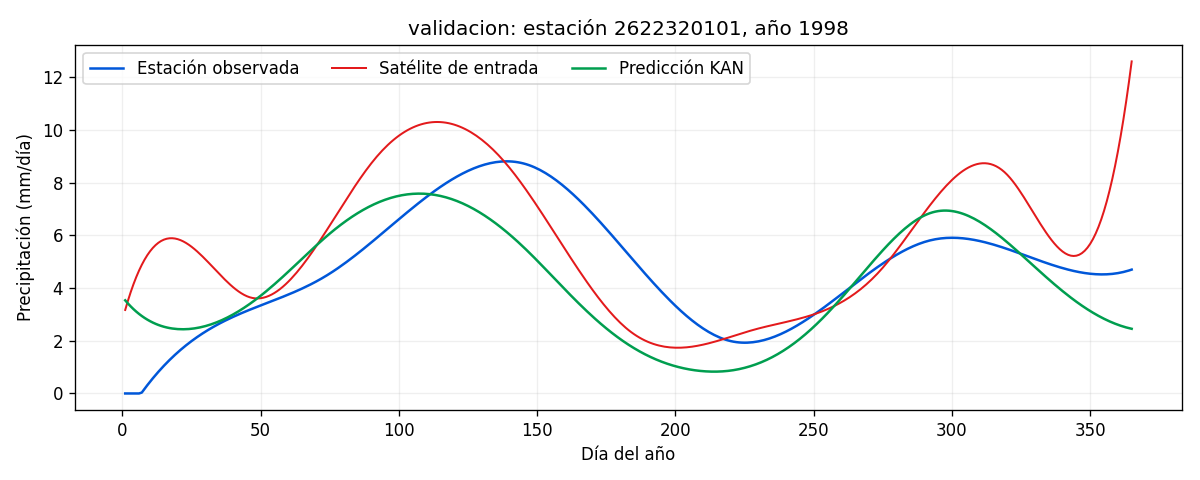 validacion: estación 2622320101, año 1998
Estación observada
Satélite de entrada
Predicción KAN
Precipitación (mm/día)
12
10
8
6
4
2
0
0
50
100
150
200
250
300
350
Día del año